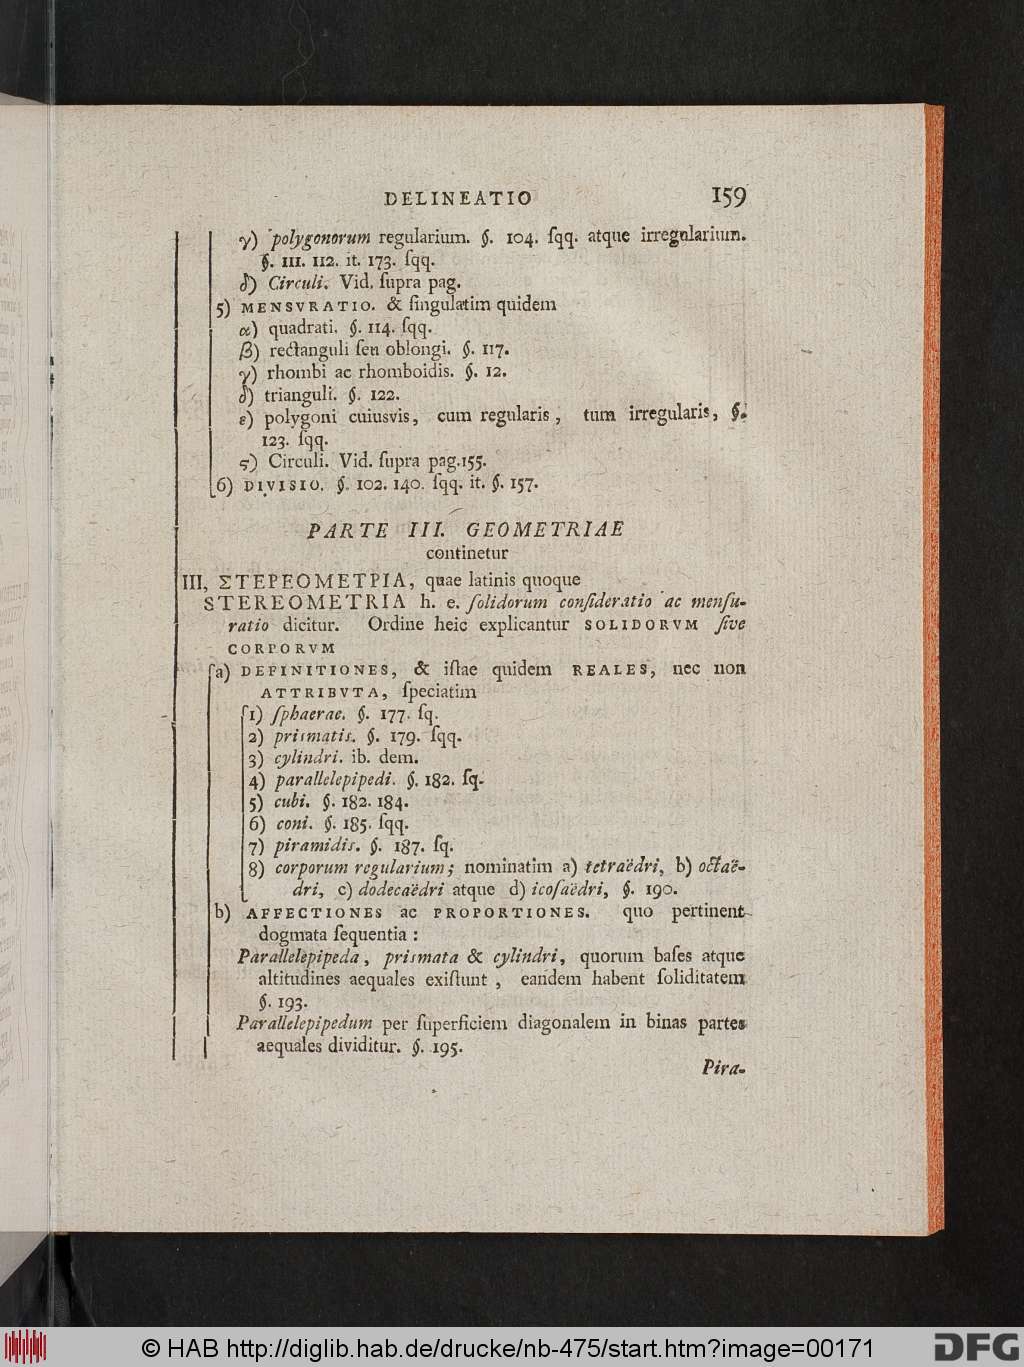 DELINEATIO 159
γ) polygonorum regularium. §. 104. ſqq. atque irregularium.
§. 111. 112. it. 173. ſqq.
δ) Circuli. Vid. ſupra pag.
5) MENSVRATIO. & ſingulatim quidem
α) quadrati. §. 114. ſqq.
β) rectanguli ſeu oblongi. §. 117.
γ) rhombi ac rhomboidis. §. 12.
δ) trianguli. §. 122.
ε) polygoni cuiusvis, cum regularis, tum irregularis, §.
123. ſqq.
ϛ) Circuli. Vid. ſupra pag.155.
6) DIVISIO. §. 102. 140. ſqq. it. §. 157.
PARTE III. GEOMETRIAE
continetur
III, ΣΤΕΡΕΟΜΕΤΡΙΑ, quae latinis quoque
STEREOMETRIA h. e. ſolidorum conſideratio ac menſu-
ratio dicitur. Ordine heic explicantur SOLIDORVM ſive
CORPORVM
a) DEFINITIONES, & iſtae quidem REALES, nec non
ATTRIBVTA, ſpeciatim
1) ſphaerae. §. 177. ſq.
2) prismatis. §. 179. ſqq.
3) cylindri. ib. dem.
4) parallelepipedi. §. 182. ſq.
5) cubi. §. 182. 184.
6) coni. §. 185. ſqq.
7) piramidis. §. 187. ſq.
8) corporum regularium; nominatim a) tetraëdri, b) octaë-
dri, c) dodecaëdri atque d) icoſaëdri, §. 190.
b) AFFECTIONES ac PROPORTIONES. quo pertinent
dogmata ſequentia :
Parallelepipeda, prismata & cylindri, quorum baſes atque
altitudines aequales exiſtunt, eandem habent ſoliditatem
§. 193.
Parallelepipedum per ſuperficiem diagonalem in binas partes
aequales dividitur. §. 195.
Pira-
© HAB http://diglib.hab.de/drucke/nb-475/start.htm?image=00171
DFG